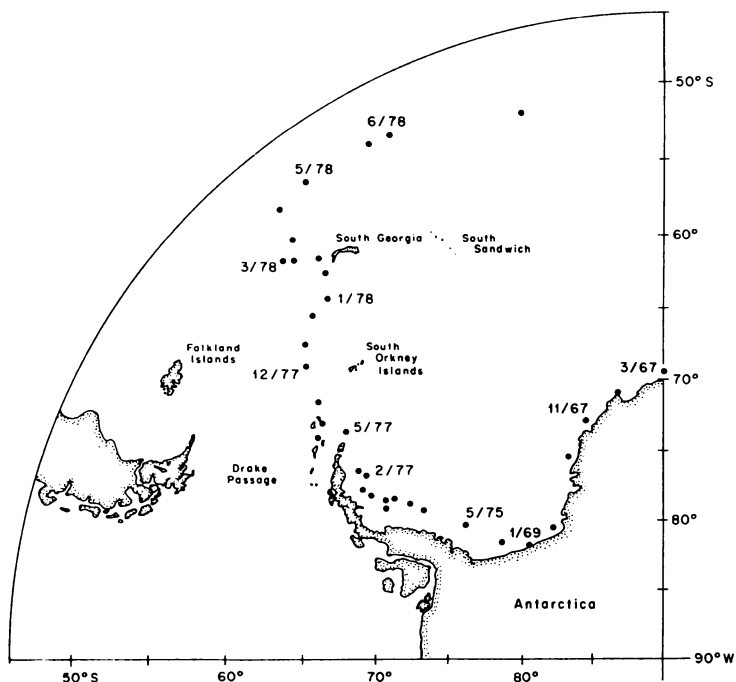 50°S
6/78
5/78
60°
South Georgia
South
Sandwich
3/78
1/78
Falkland
Islands
South
Orkney
Islands
12/77
3/67
70°
11/67
5/77
Drake
Passage
2/77
5/75
1/69
80°
Antarctica
90°W
50°S
60°
70°
80°